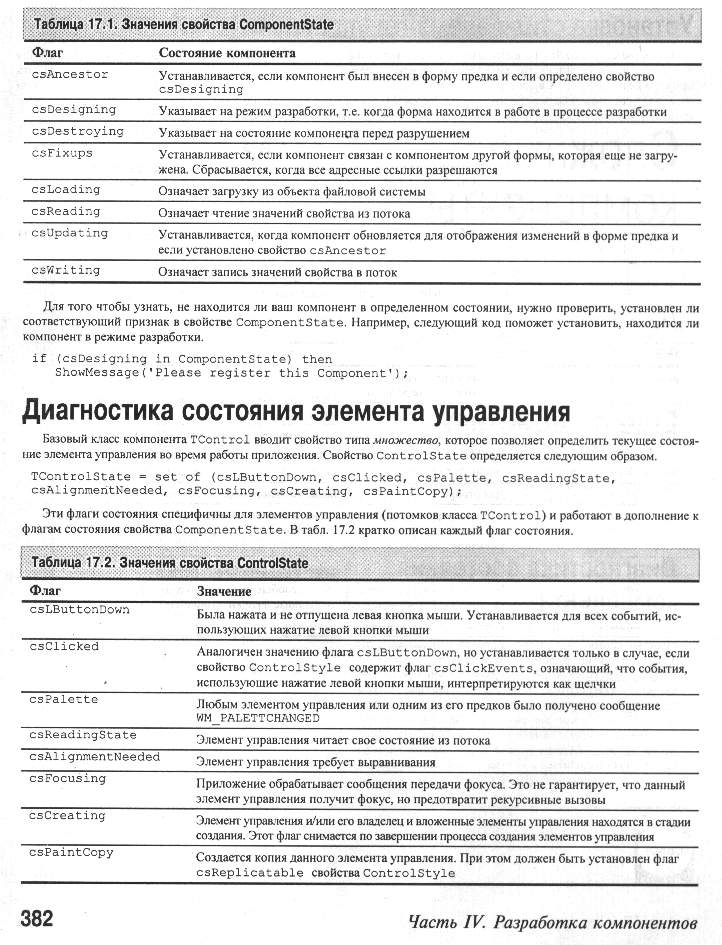 Таблица 17.1. Значения свойства ComponentState
Флаг Состояние компонента
csAncestor Устанавливается, если компонент был внесен в форму предка и если определено свойство
csDesigning
csDesigning Указывает на режим разработки, т.е. когда форма находится в работе в процессе разработки
csDestroying Указывает на состояние компонента перед разрушением
csFixups Устанавливается, если компонент связан с компонентом другой формы, которая еще не загру-
жена. Сбрасывается, когда все адресные ссылки разрешаются
csLoading Означает загрузку из объекта файловой системы
csReading Означает чтение значений свойства из потока
csUpdating Устанавливается, когда компонент обновляется для отображения изменений в форме предка и
если установлено свойство csAncestor
csWriting Означает запись значений свойства в поток
Для того чтобы узнать, не находится ли ваш компонент в определенном состоянии, нужно проверить, установлен ли
соответствующий признак в свойстве ComponentState. Например, следующий код поможет установить, находится ли
компонент в режиме разработки.
if (csDesigning in ComponentState) then
ShowMessage('Please register this Component');
Диагностика состояния элемента управления
Базовый класс компонента TControl вводит свойство типа множество, которое позволяет определить текущее состоя-
ние элемента управления во время работы приложения. Свойство ControlState определяется следующим образом.
TControlState = set of (csLButtonDown, csClicked, csPalette, csReadingState,
csAlignmentNeeded, csFocusing, csCreating, csPaintCopy);
Эти флаги состояния специфичны для элементов управления (потомков класса TControl) и работают в дополнение к
флагам состояния свойства ComponentState. В табл. 17.2 кратко описан каждый флаг состояния.
Таблица 17.2. Значения свойства ControlState
Флаг Значение
csLButtonDown Была нажата и не отпущена левая кнопка мыши. Устанавливается для всех событий, ис-
пользующих нажатие левой кнопки мыши
csClicked Аналогичен значению флага csLButtonDown, но устанавливается только в случае, если
свойство ControlStyle содержит флаг csClickEvents, означающий, что события,
использующие нажатие левой кнопки мыши, интерпретируются как щелчки
csPalette Любым элементом управления или одним из его предков было получено сообщение
WM_PALETTCHANGED
csReadingState Элемент управления читает свое состояние из потока
csAlignmentNeeded Элемент управления требует выравнивания
csFocusing Приложение обрабатывает сообщения передачи фокуса. Это не гарантирует, что данный
элемент управления получит фокус, но предотвратит рекурсивные вызовы
csCreating Элемент управления и/или его владелец и вложенные элементы управления находятся в стадии
создания. Этот флаг снимается по завершении процесса создания элементов управления
csPaintCopy Создается копия данного элемента управления. При этом должен быть установлен флаг
csReplicatable свойства ControlStyle
382 Часть IV. Разработка компонентов